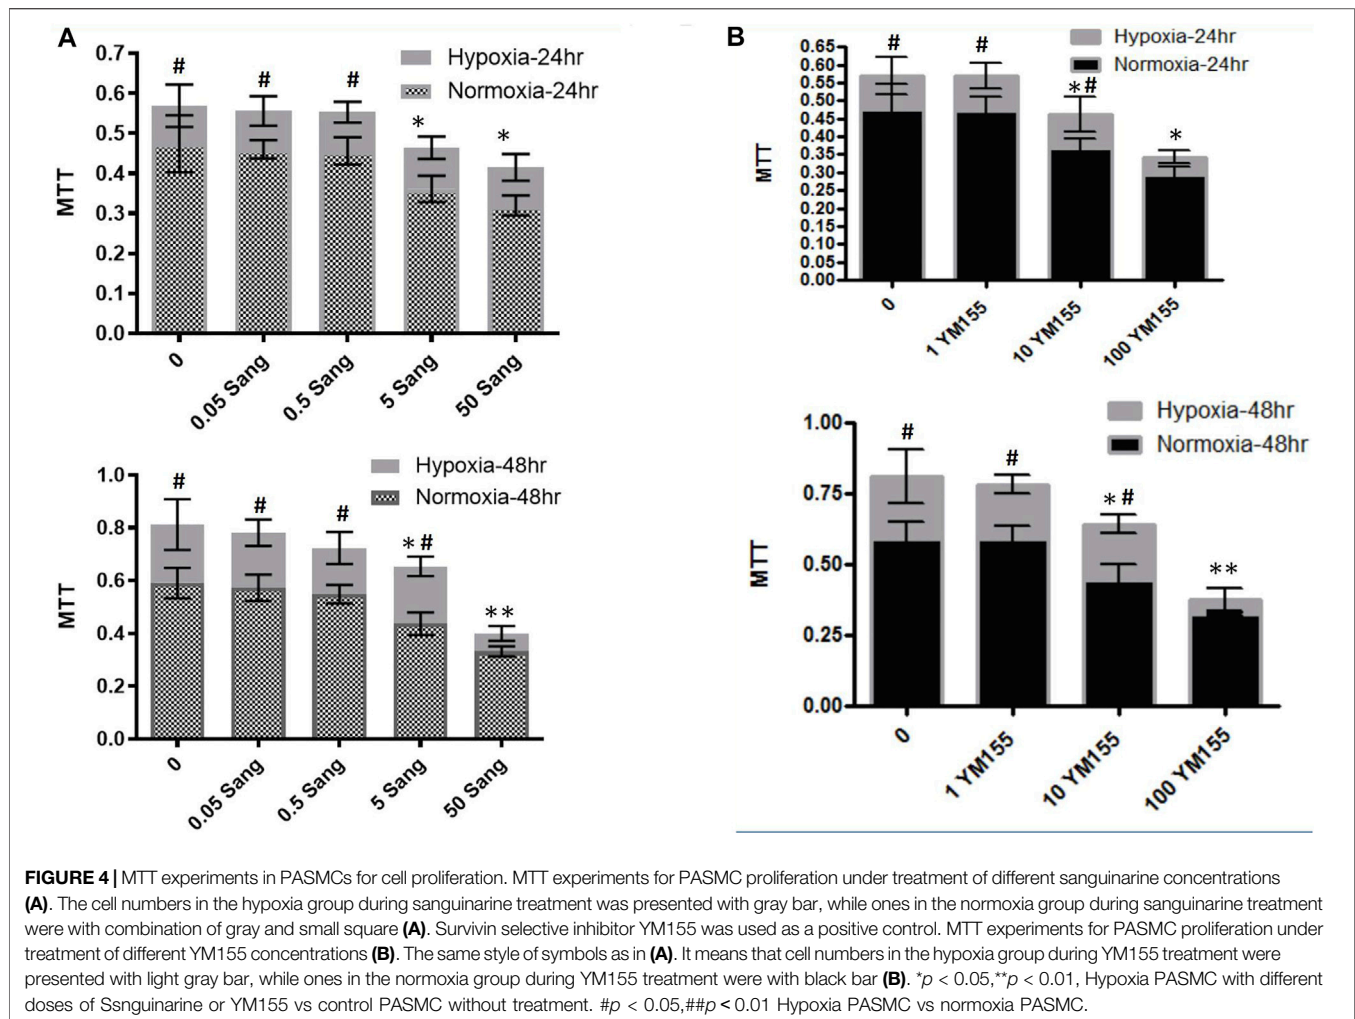 A
0.7
0.6
0.5
0.4
0.3
0.2
0.1
0.0
MTT
Hypoxia-24hr
Normoxia-24hr
# # # * *
0 0.05 Sang 0.5 Sang 5 Sang 50 Sang
B
0.65
0.60
0.55
0.50
0.45
0.40
0.35
0.30
0.25
0.20
0.15
0.10
0.05
0.00
MTT
Hypoxia-24hr
Normoxia-24hr
# # *# *
0 1 YM155 10 YM155 100 YM155
1.0
0.8
0.6
0.4
0.2
0.0
MTT
Hypoxia-48hr
Normoxia-48hr
# # # *# **
0 0.05 Sang 0.5 Sang 5 Sang 50 Sang
1.00
0.75
0.50
0.25
0.00
MTT
Hypoxia-48hr
Normoxia-48hr
# # *# **
0 1 YM155 10 YM155 100 YM155
FIGURE 4 | MTT experiments in PASMCs for cell proliferation. MTT experiments for PASMC proliferation under treatment of different sanguinarine concentrations
(A). The cell numbers in the hypoxia group during sanguinarine treatment was presented with gray bar, while ones in the normoxia group during sanguinarine treatment
were with combination of gray and small square (A). Survivin selective inhibitor YM155 was used as a positive control. MTT experiments for PASMC proliferation under
treatment of different YM155 concentrations (B). The same style of symbols as in (A). It means that cell numbers in the hypoxia group during YM155 treatment were
presented with light gray bar, while ones in the normoxia group during YM155 treatment were with black bar (B). *p < 0.05,**p < 0.01, Hypoxia PASMC with different
doses of Ssnguinarine or YM155 vs control PASMC without treatment. #p < 0.05,##p < 0.01 Hypoxia PASMC vs normoxia PASMC.